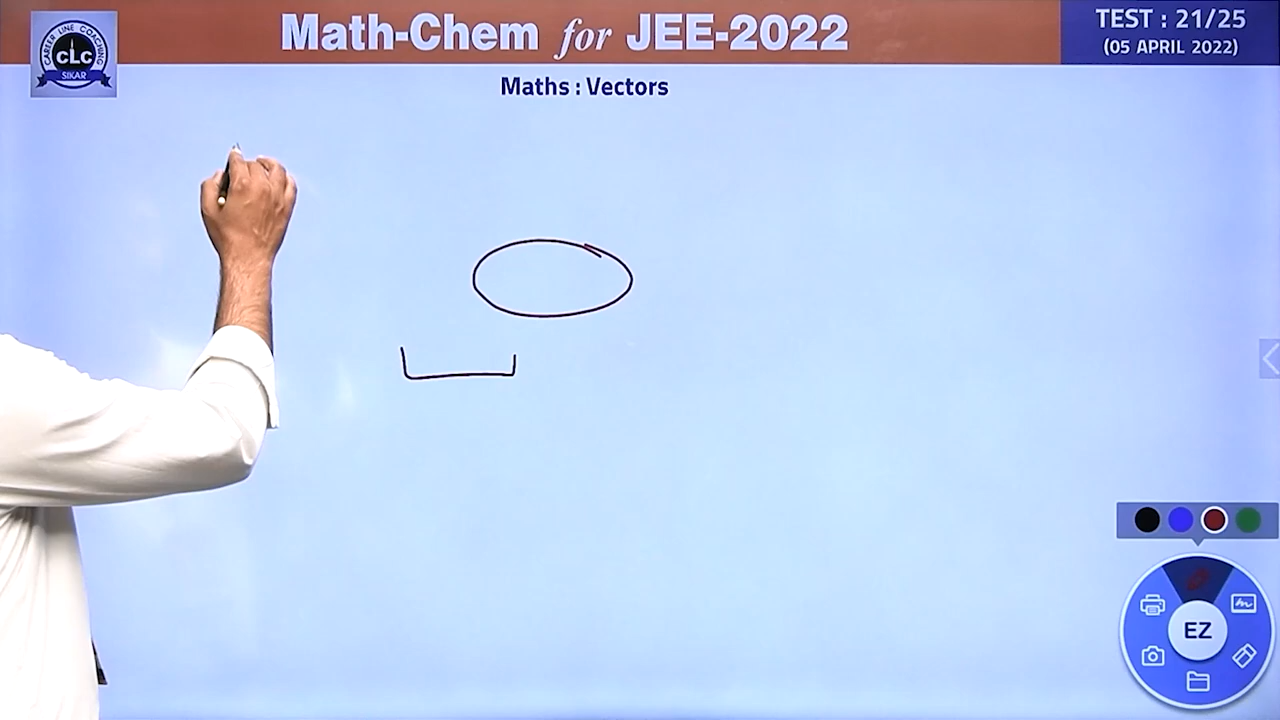 Math-Chem for JEE-2022
TEST : 21/25
(05 APRIL 2022)
CAREER LINE COACHING
CLC
SIKAR
Maths : Vectors
EZ